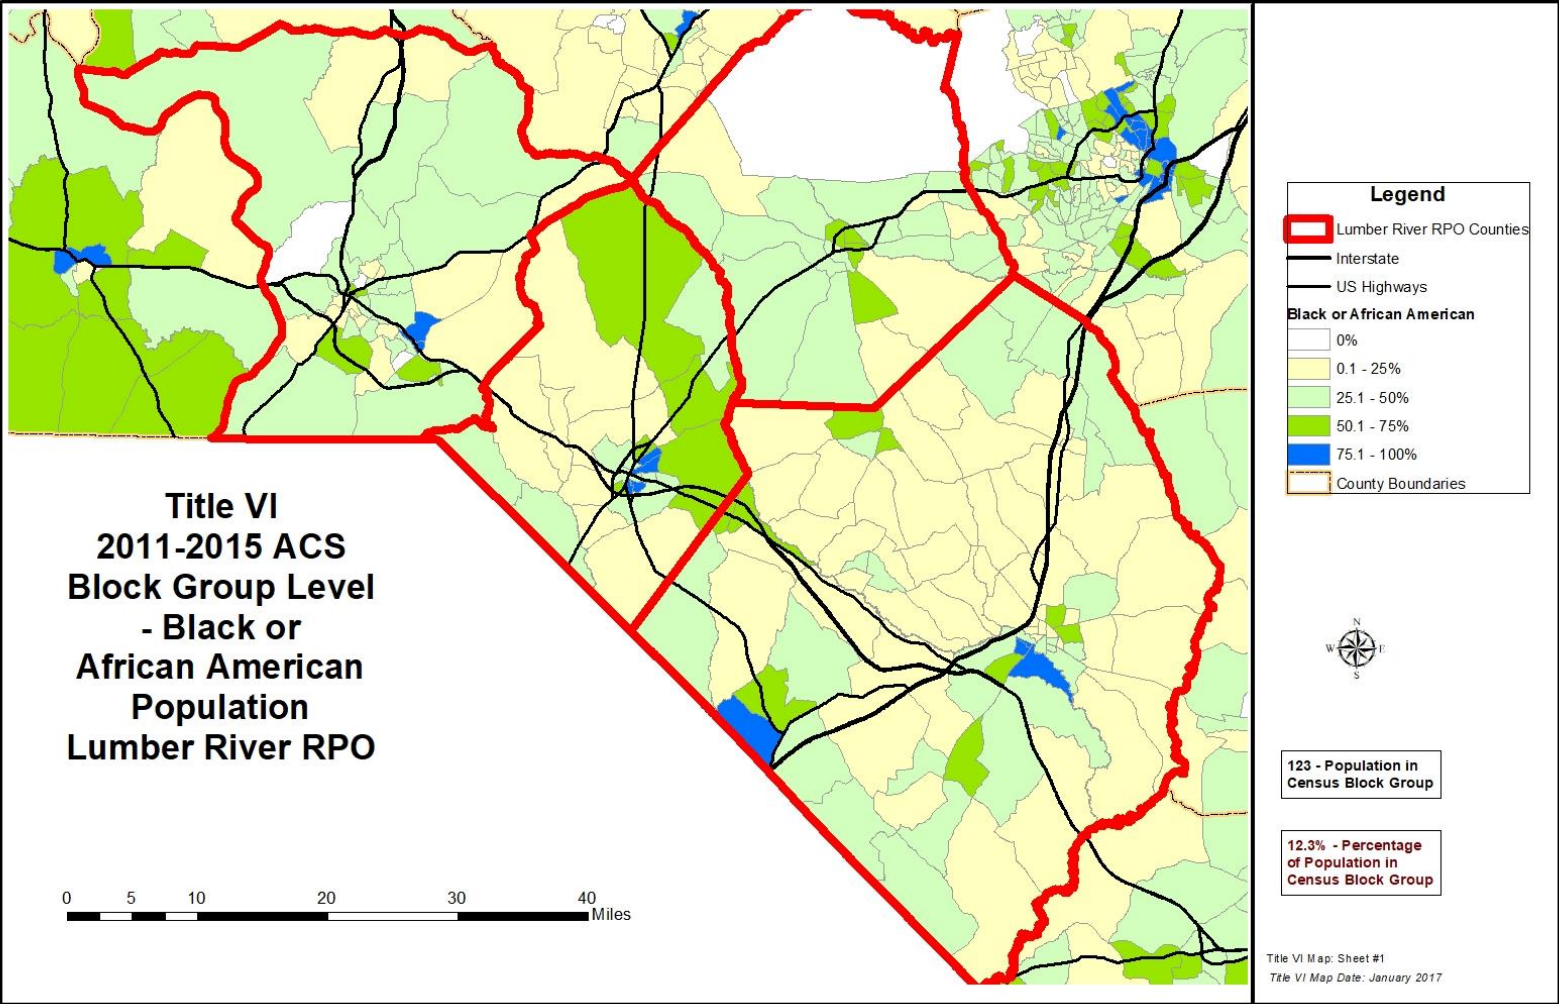 Title VI
2011-2015 ACS
Block Group Level
- Black or
African American
Population
Lumber River RPO
0 5 10 20 30 40
Miles
Legend
Lumber River RPO Counties
Interstate
US Highways
Black or African American
0%
0.1 - 25%
25.1 - 50%
50.1 - 75%
75.1 - 100%
County Boundaries
N
W E
S
123 - Population in
Census Block Group
12.3% - Percentage
of Population in
Census Block Group
Title VI Map: Sheet #1
Title VI Map Date: January 2017